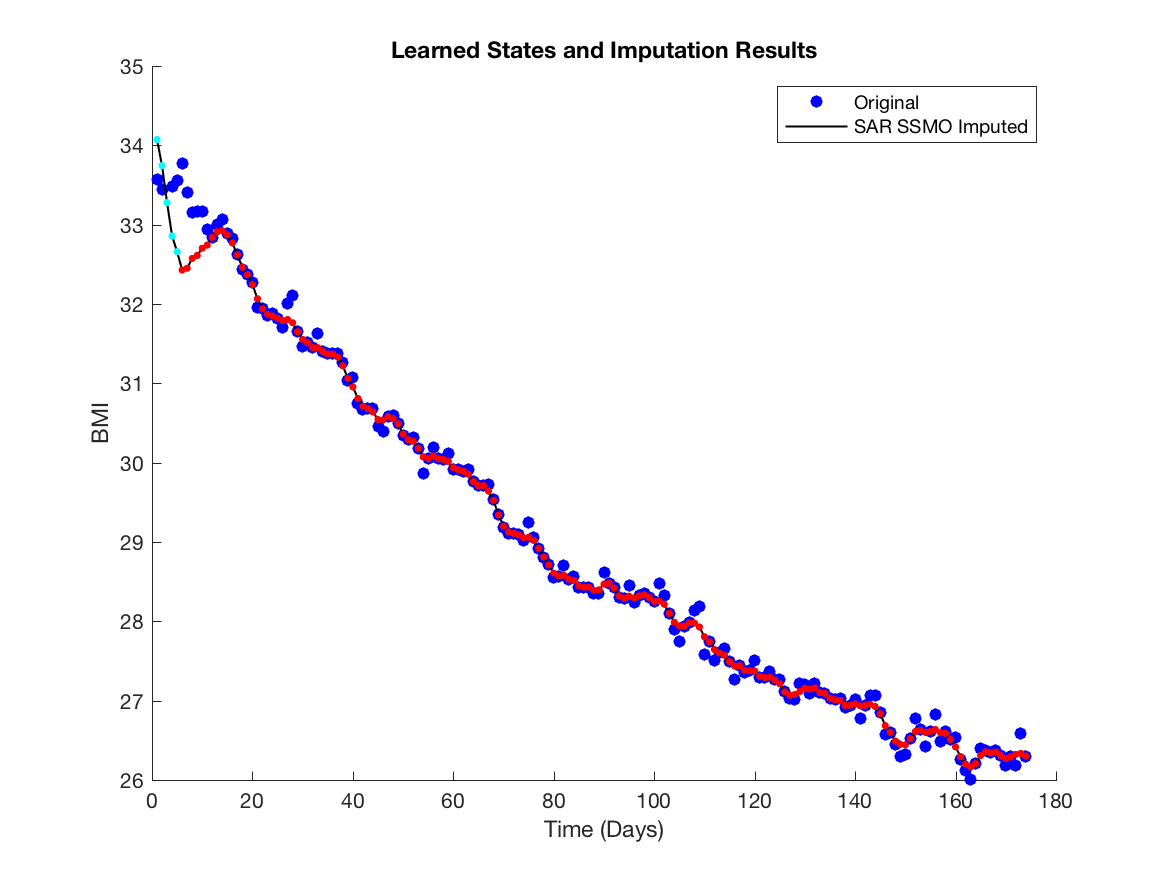 Learned States and Imputation Results
Original
SAR SSMO Imputed
BMI
35
34
33
32
31
30
29
28
27
26
0 20 40 60 80 100 120 140 160 180
Time (Days)